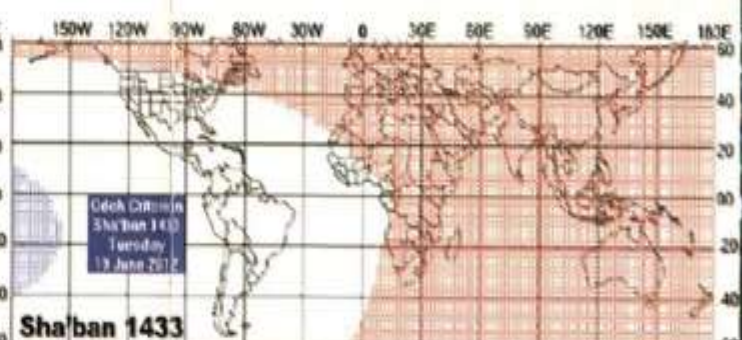 150W 120W 90W 60W 30W 0 30E 60E 90E 120E 150E 180E
60
40
20
00
-20
-40
Odeh Criterion
Sha'ban 1433
Tuesday
19 June 2012
Sha'ban 1433